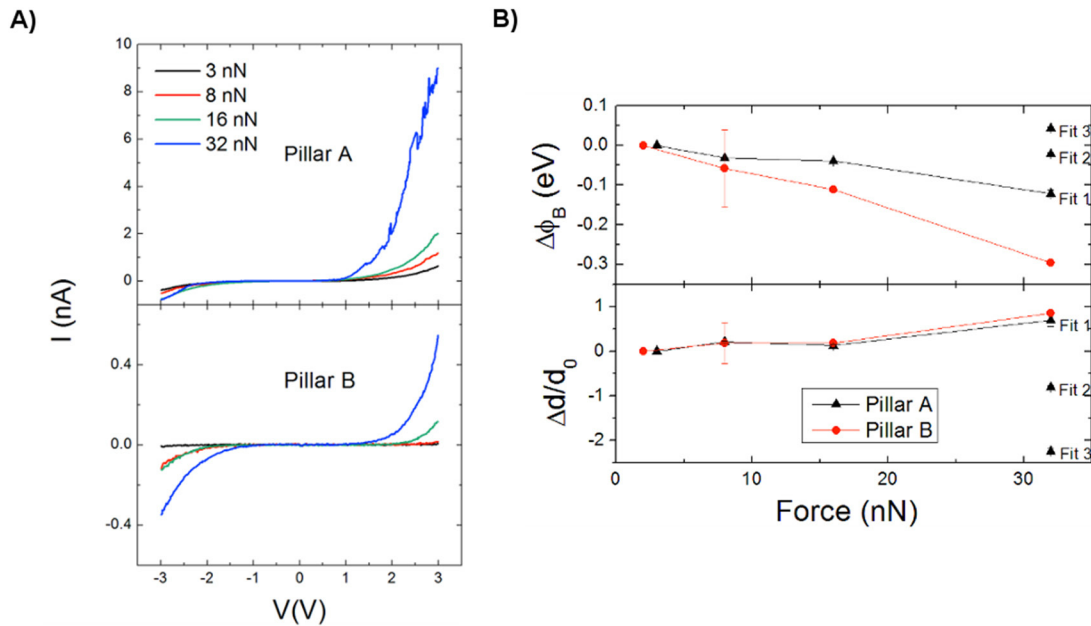 A)
10
8
6
4
2
0
3 nN
8 nN
16 nN
32 nN
Pillar A
I (nA)
0.4
0.0
-0.4
Pillar B
-3
-2
-1
0
1
2
3
V(V)
B)
0.1
0.0
-0.1
-0.2
-0.3
ΔϕB (eV)
Fit 3
Fit 2
Fit 1
1
0
-1
-2
Δd/d0
Fit 1
Fit 2
Fit 3
Pillar A
Pillar B
0
10
20
30
Force (nN)